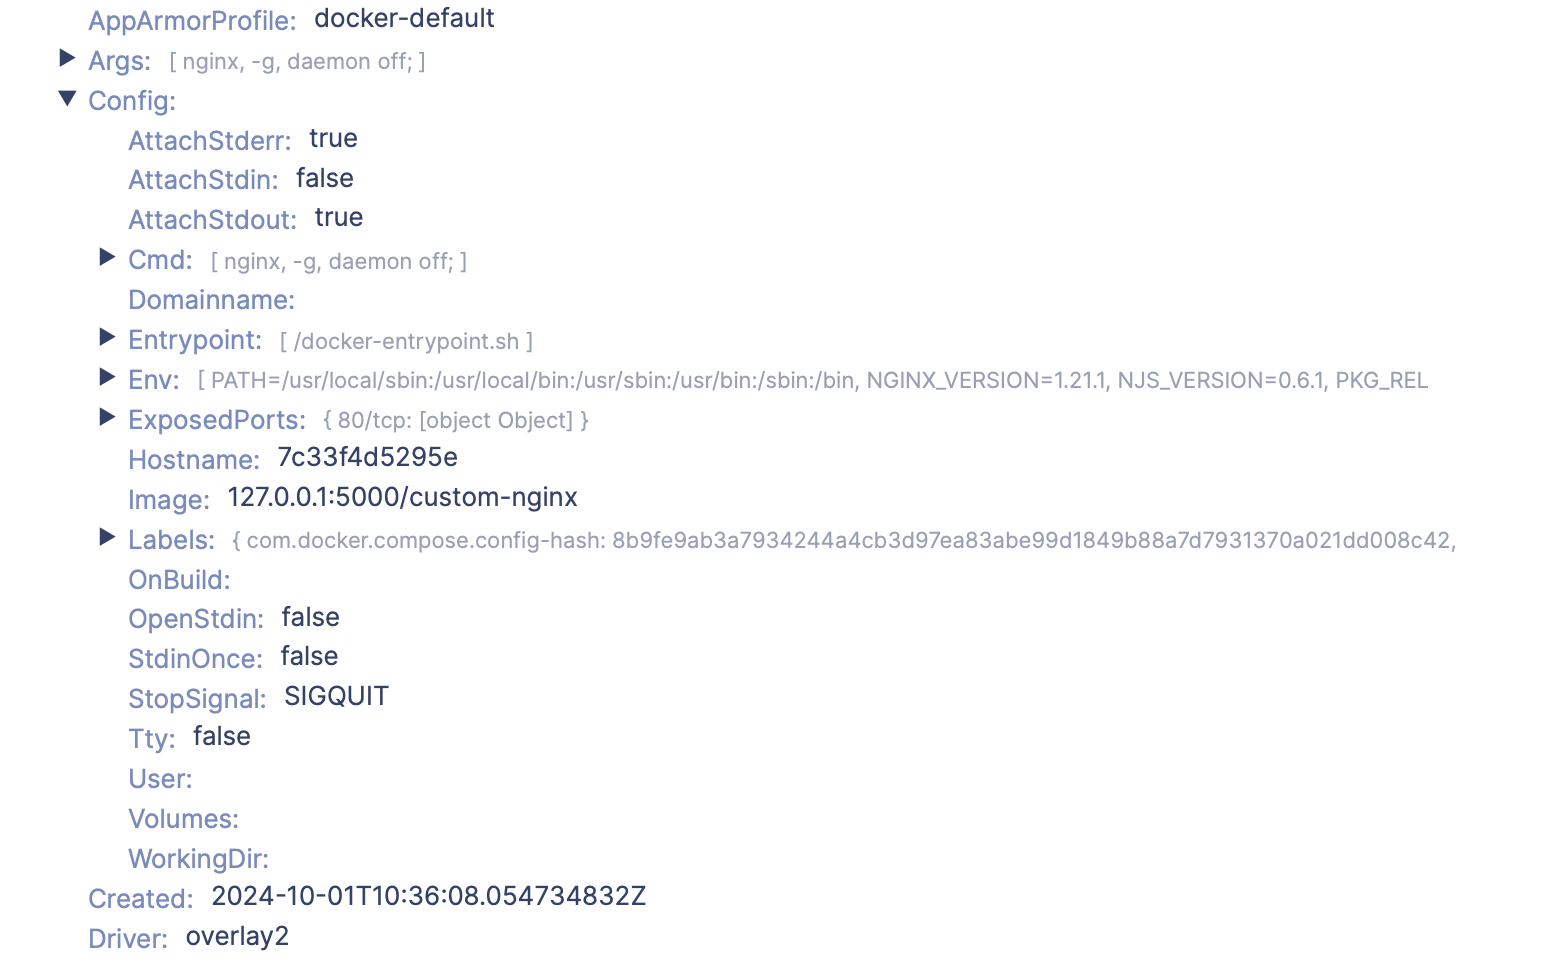 AppArmorProfile: docker-default
Args: [ nginx, -g, daemon off; ]
Config:
AttachStderr: true
AttachStdin: false
AttachStdout: true
Cmd: [ nginx, -g, daemon off; ]
Domainname:
Entrypoint: [ /docker-entrypoint.sh ]
Env: [ PATH=/usr/local/sbin:/usr/local/bin:/usr/sbin:/usr/bin:/sbin:/bin, NGINX_VERSION=1.21.1, NJS_VERSION=0.6.1, PKG_REL
ExposedPorts: { 80/tcp: [object Object] }
Hostname: 7c33f4d5295e
Image: 127.0.0.1:5000/custom-nginx
Labels: { com.docker.compose.config-hash: 8b9fe9ab3a7934244a4cb3d97ea83abe99d1849b88a7d7931370a021dd008c42,
OnBuild:
OpenStdin: false
StdinOnce: false
StopSignal: SIGQUIT
Tty: false
User:
Volumes:
WorkingDir:
Created: 2024-10-01T10:36:08.054734832Z
Driver: overlay2